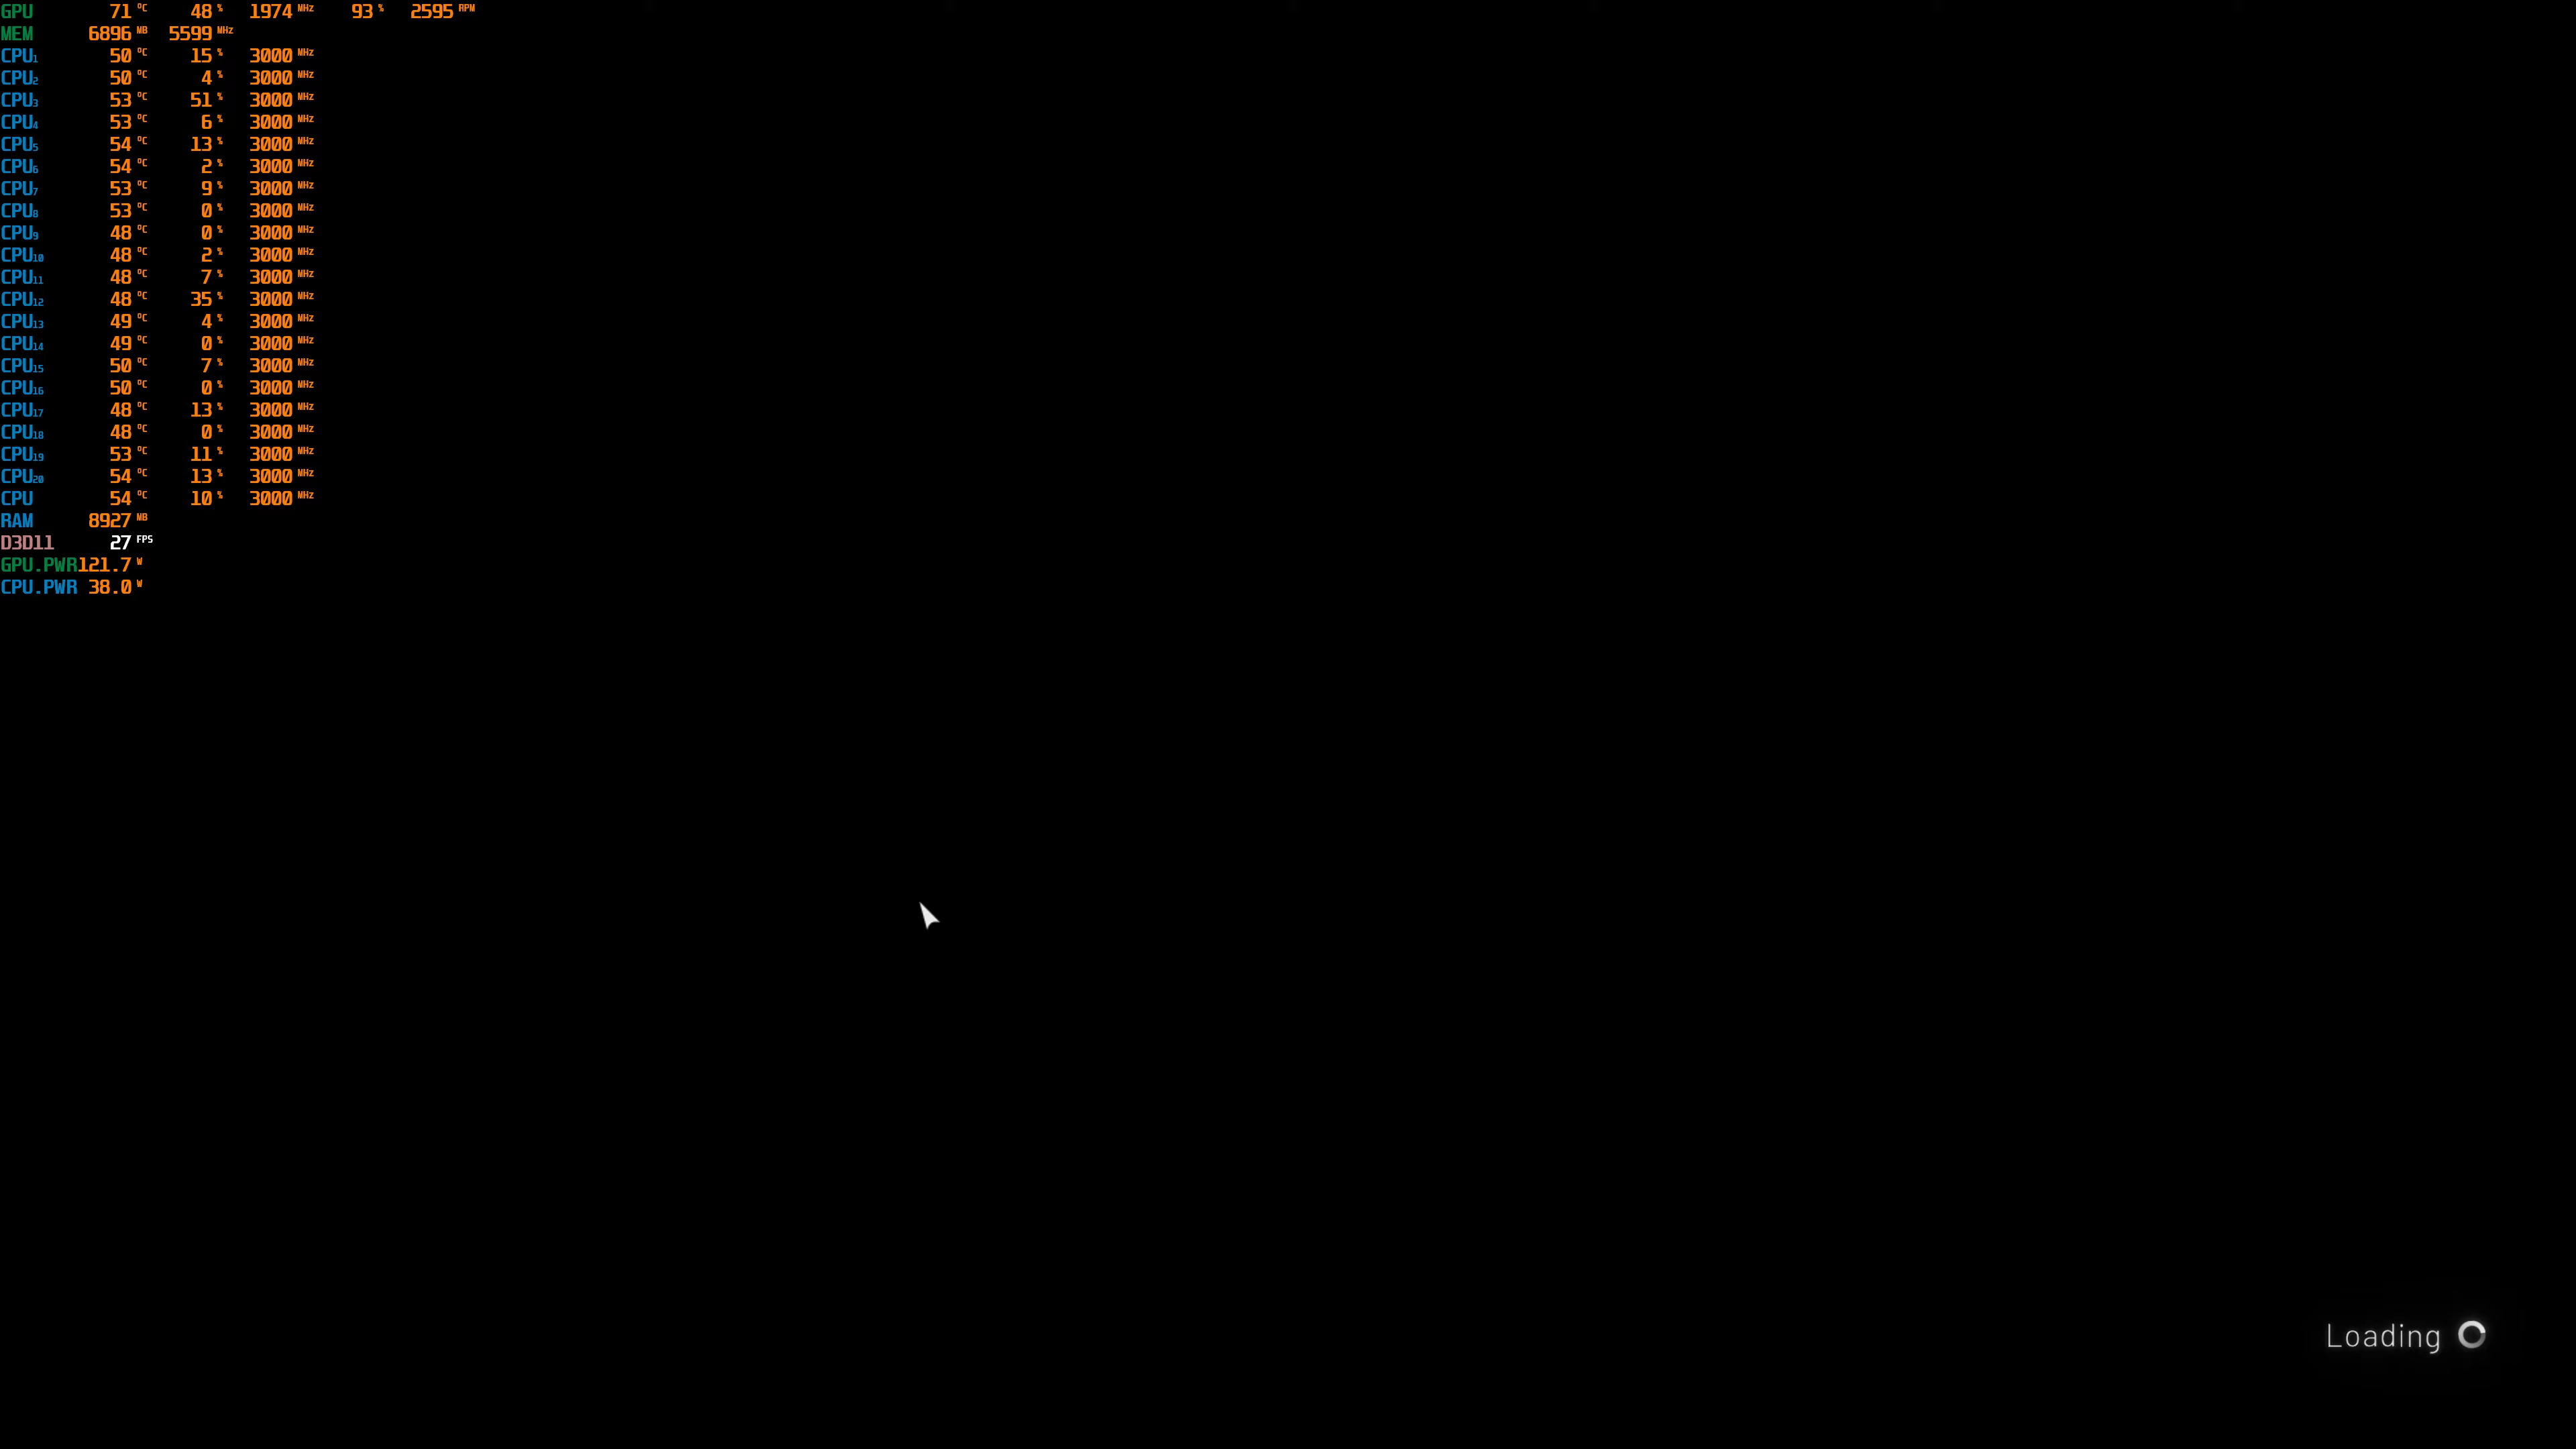 GPU 71 °C 48 % 1974 MHz 93 % 2595 RPM
MEM 6896 MB 5599 MHz
CPU1 50 °C 15 % 3000 MHz
CPU2 50 °C 4 % 3000 MHz
CPU3 53 °C 51 % 3000 MHz
CPU4 53 °C 6 % 3000 MHz
CPU5 54 °C 13 % 3000 MHz
CPU6 54 °C 2 % 3000 MHz
CPU7 53 °C 9 % 3000 MHz
CPU8 53 °C 0 % 3000 MHz
CPU9 48 °C 0 % 3000 MHz
CPU10 48 °C 2 % 3000 MHz
CPU11 48 °C 7 % 3000 MHz
CPU12 48 °C 35 % 3000 MHz
CPU13 49 °C 4 % 3000 MHz
CPU14 49 °C 0 % 3000 MHz
CPU15 50 °C 7 % 3000 MHz
CPU16 50 °C 0 % 3000 MHz
CPU17 48 °C 13 % 3000 MHz
CPU18 48 °C 0 % 3000 MHz
CPU19 53 °C 11 % 3000 MHz
CPU20 54 °C 13 % 3000 MHz
CPU 54 °C 10 % 3000 MHz
RAM 8927 MB
D3D11 27 FPS
GPU.PWR 121.7 W
CPU.PWR 38.0 W
Loading